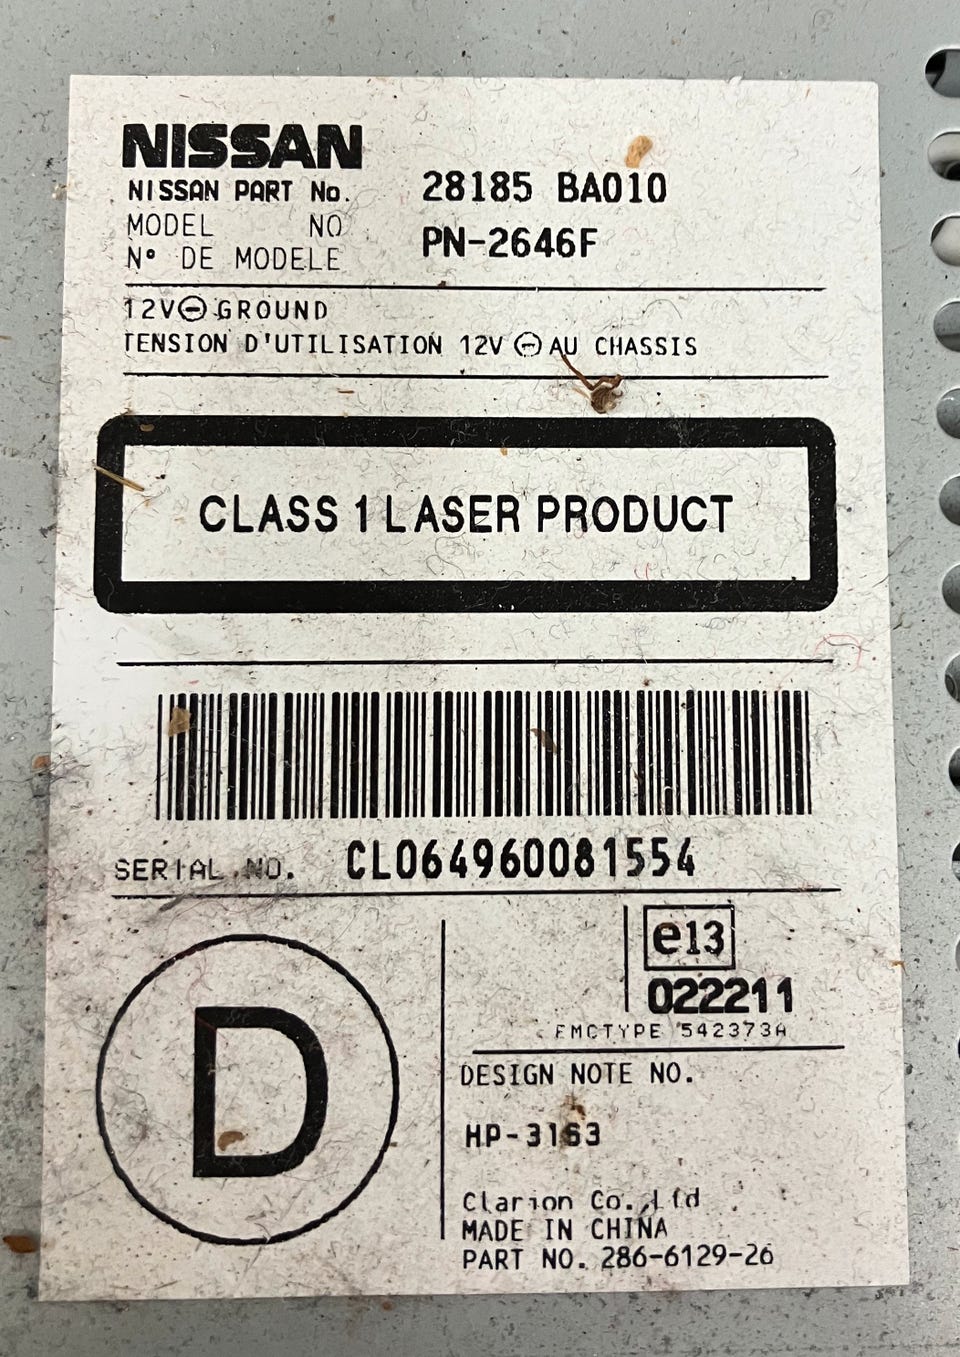 NISSAN
NISSAN PART No. 28185 BA010
MODEL NO
N° DE MODELE PN-2646F
12V⊖GROUND
TENSION D'UTILISATION 12V ⊖ AU CHASSIS
CLASS 1 LASER PRODUCT
SERIAL NO. CL064960081554
D
e13
022211
EMCTYPE 542373A
DESIGN NOTE NO.
HP-3163
Clarion Co.,Ltd
MADE IN CHINA
PART NO. 286-6129-26